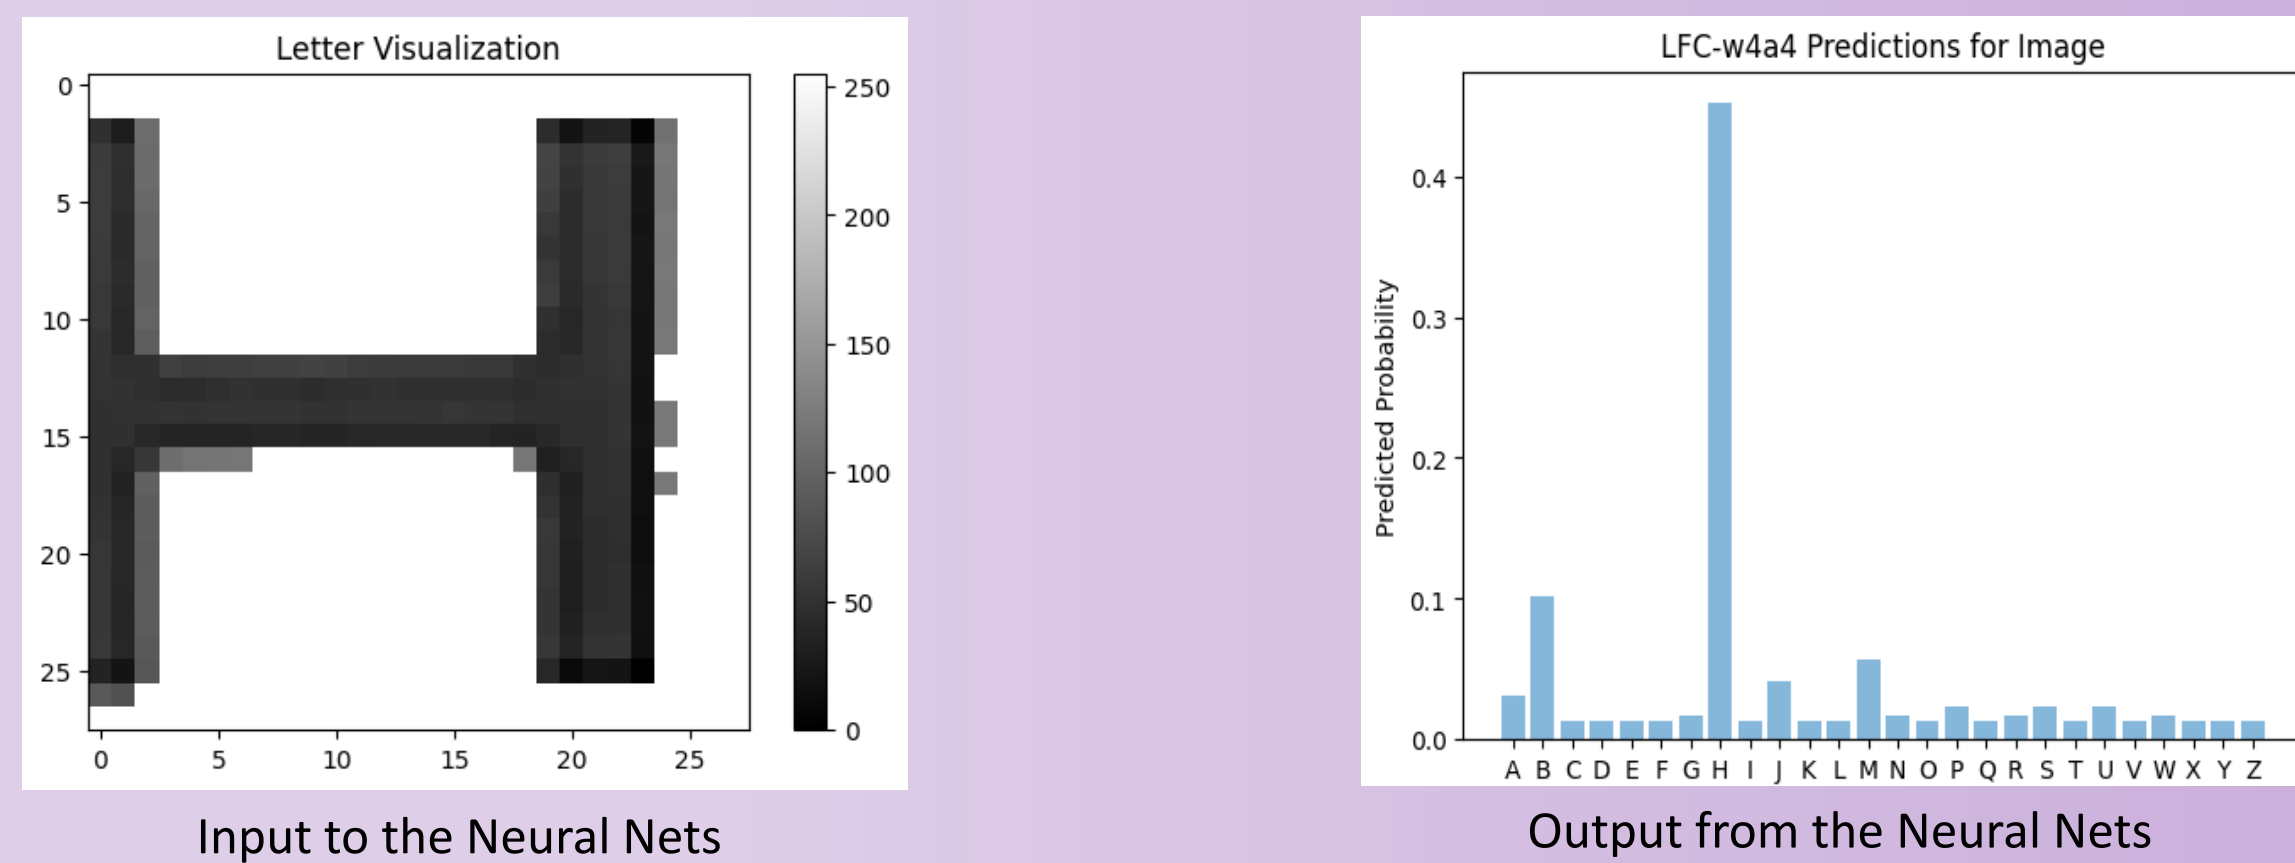 Letter Visualization
0
5
10
15
20
25
0 5 10 15 20 25
250
200
150
100
50
0
Input to the Neural Nets
LFC-w4a4 Predictions for Image
Predicted Probability
0.4
0.3
0.2
0.1
0.0
A B C D E F G H I J K L M N O P Q R S T U V W X Y Z
Output from the Neural Nets